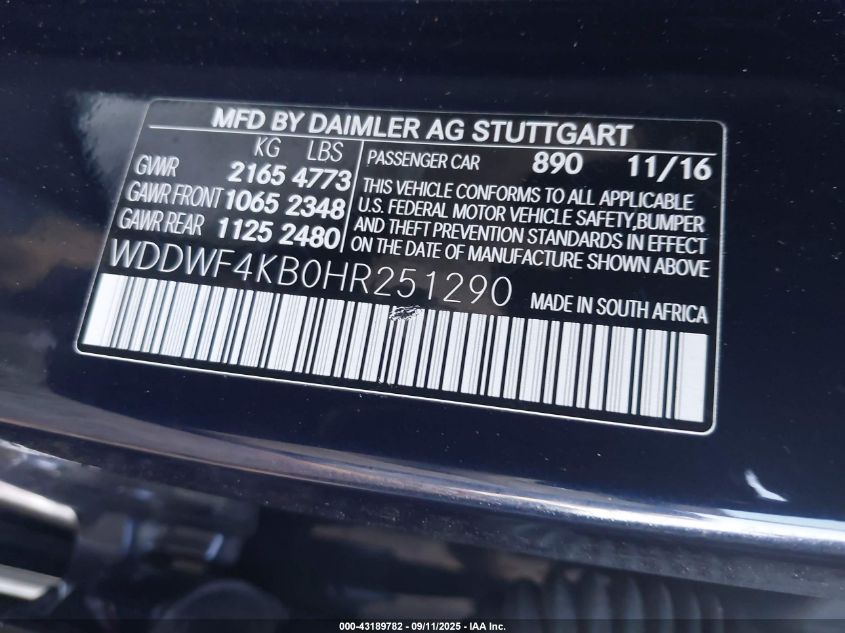 MFD BY DAIMLER AG STUTTGART
KG LBS
GVWR 2165 4773
GAWR FRONT 1065 2348
GAWR REAR 1125 2480
PASSENGER CAR 890 11/16
THIS VEHICLE CONFORMS TO ALL APPLICABLE
U.S. FEDERAL MOTOR VEHICLE SAFETY,BUMPER
AND THEFT PREVENTION STANDARDS IN EFFECT
ON THE DATE OF MANUFACTURE SHOWN ABOVE
WDDWF4KB0HR251290 MADE IN SOUTH AFRICA
000-43189782 - 09/11/2025 - IAA Inc.